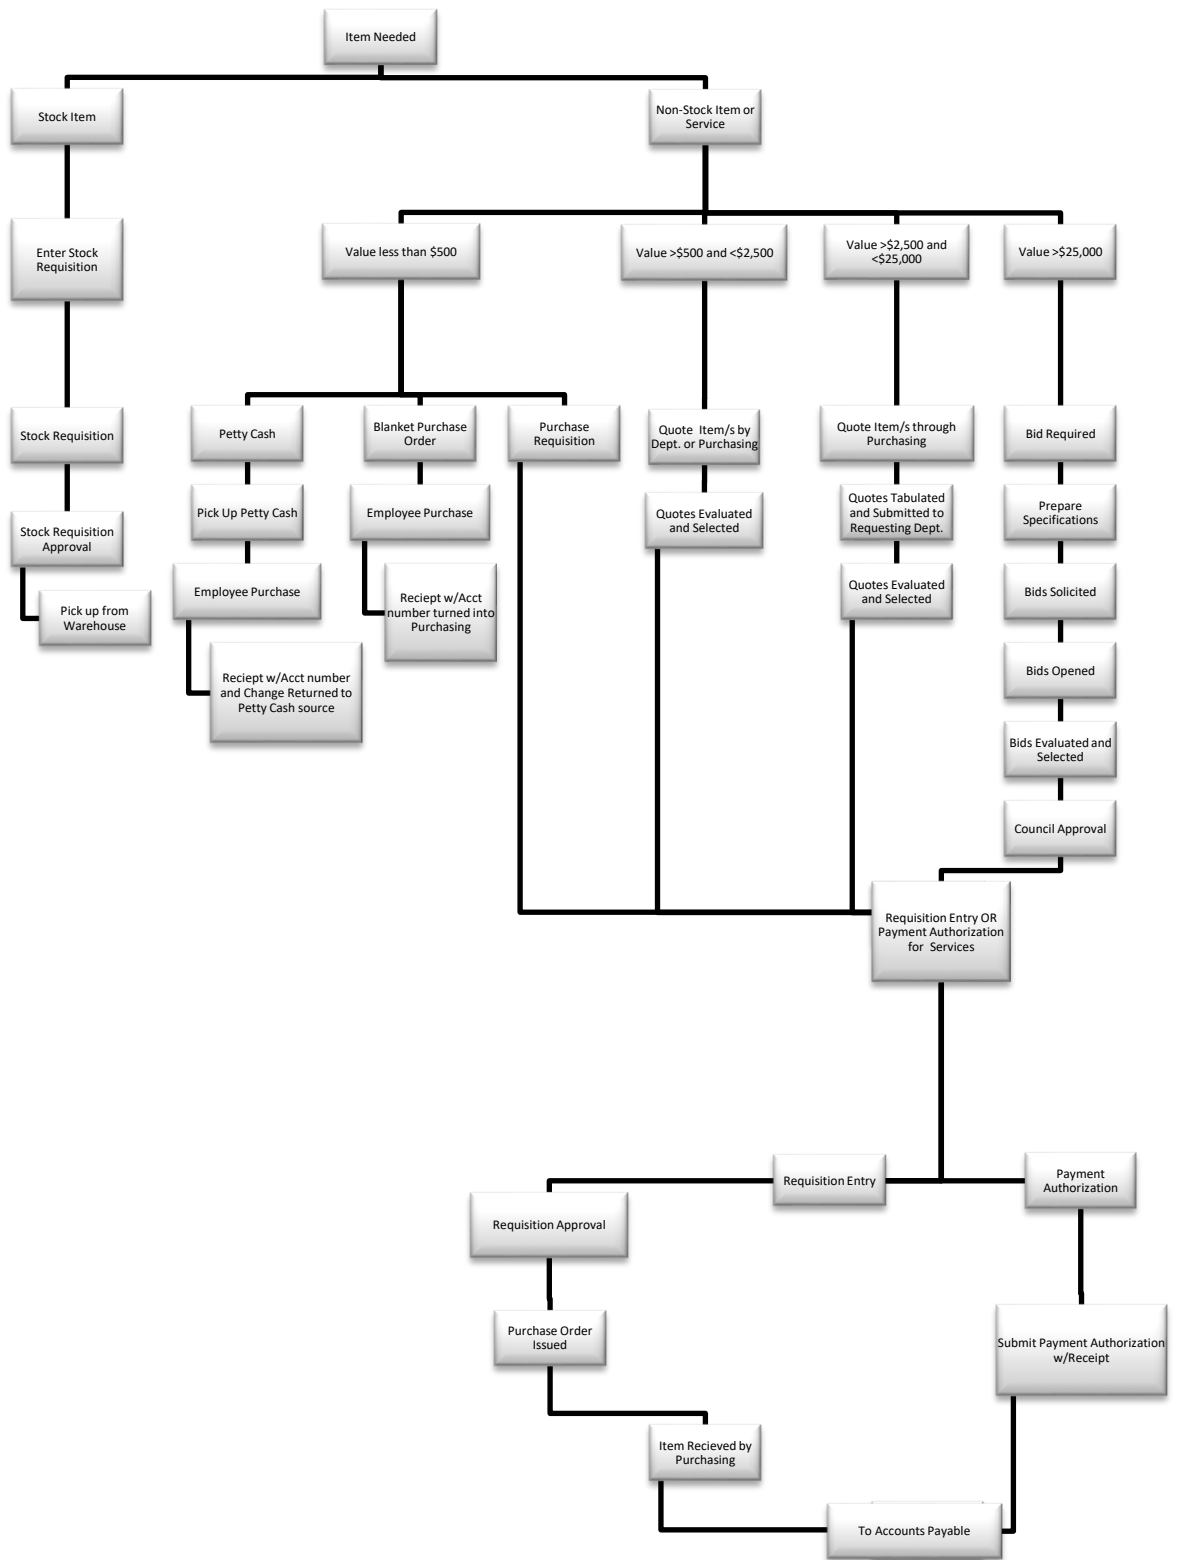 Item Needed
Stock Item
Non-Stock Item or
Service
Enter Stock
Requisition
Value less than $500
Value >$500 and <$2,500
Value >$2,500 and
<$25,000
Value >$25,000
Stock Requisition
Petty Cash
Blanket Purchase
Order
Purchase
Requisition
Quote Item/s by
Dept. or Purchasing
Quote Item/s through
Purchasing
Bid Required
Stock Requisition
Approval
Pick Up Petty Cash
Employee Purchase
Quotes Evaluated
and Selected
Quotes Tabulated
and Submitted to
Requesting Dept.
Prepare
Specifications
Pick up from
Warehouse
Employee Purchase
Reciept w/Acct
number turned into
Purchasing
Quotes Evaluated
and Selected
Bids Solicited
Reciept w/Acct number
and Change Returned to
Petty Cash source
Bids Opened
Bids Evaluated and
Selected
Council Approval
Requisition Entry OR
Payment Authorization
for Services
Requisition Entry
Payment
Authorization
Requisition Approval
Purchase Order
Issued
Submit Payment Authorization
w/Receipt
Item Recieved by
Purchasing
To Accounts Payable